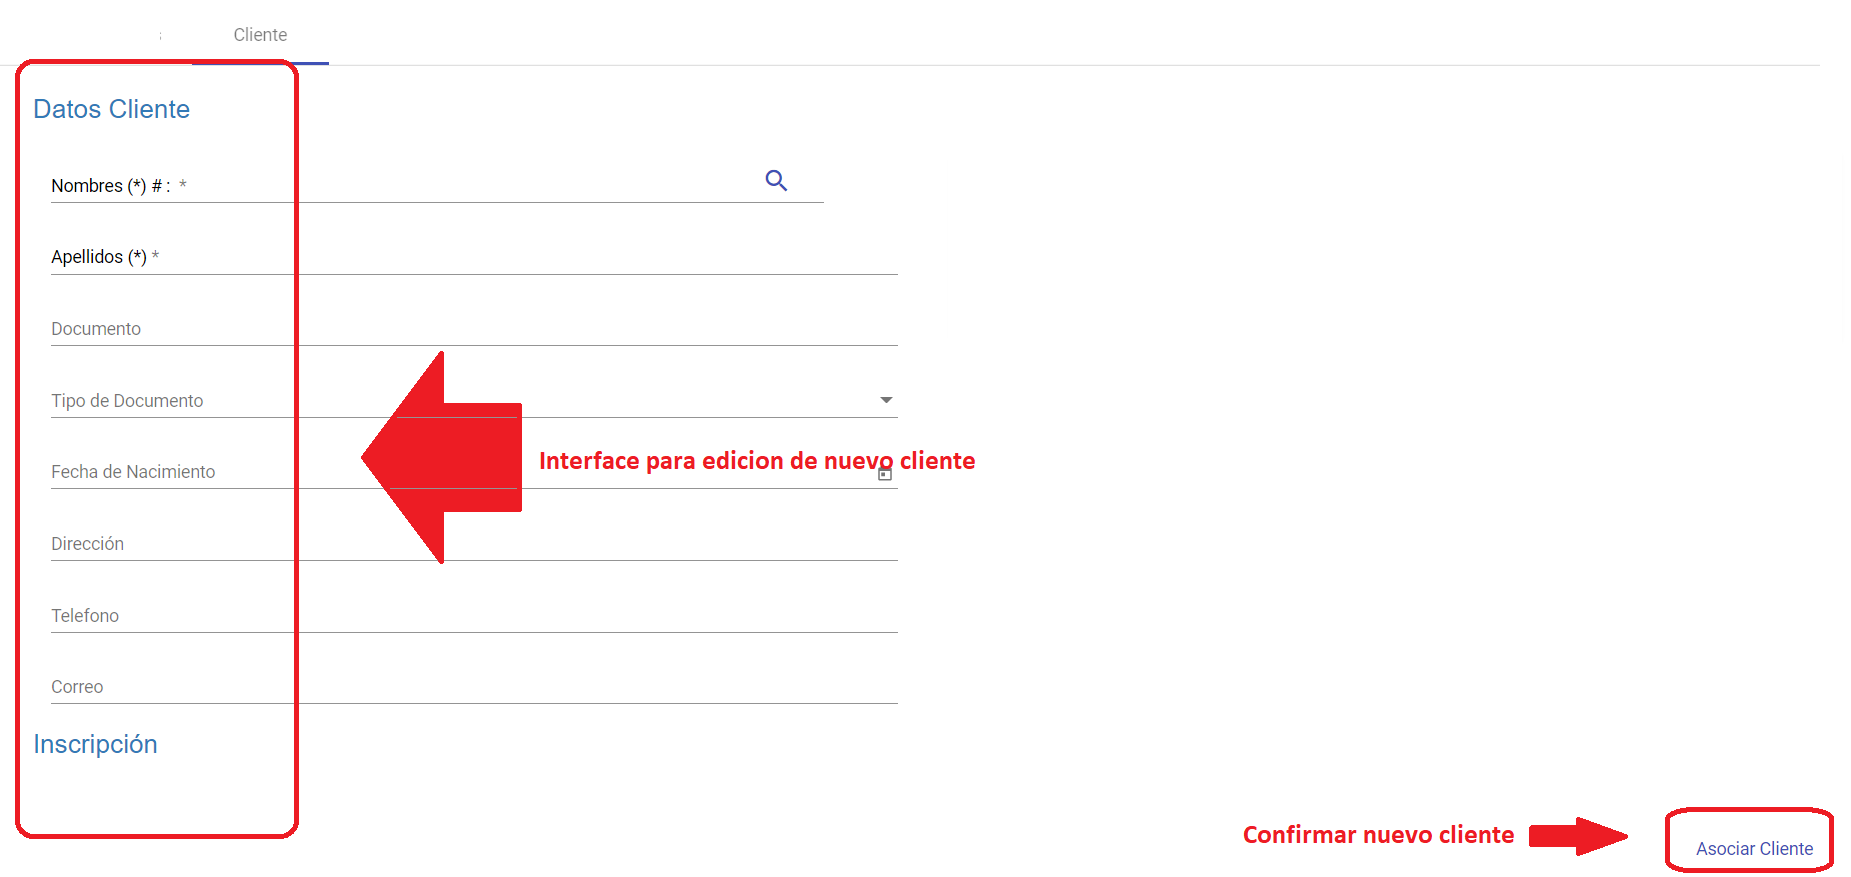 Cliente
Datos Cliente
Nombres (*) # : *
Apellidos (*) *
Documento
Tipo de Documento
Interface para edicion de nuevo cliente
Fecha de Nacimiento
Dirección
Telefono
Correo
Inscripción
Confirmar nuevo cliente
Asociar Cliente